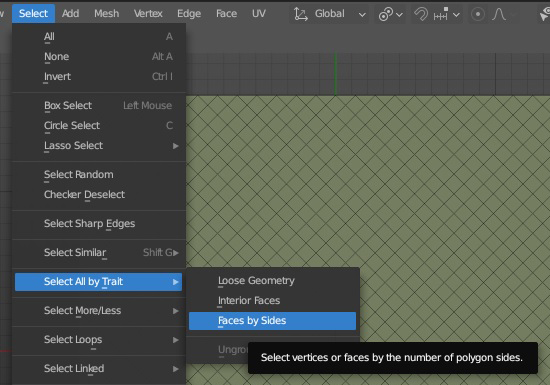 Select Add Mesh Vertex Edge Face UV Global
All A
None Alt A
Invert Ctrl I
Box Select Left Mouse
Circle Select C
Lasso Select
Select Random
Checker Deselect
Select Sharp Edges
Select Similar Shift G
Select All by Trait
Select More/Less
Select Loops
Select Linked
Loose Geometry
Interior Faces
Faces by Sides
Select vertices or faces by the number of polygon sides.